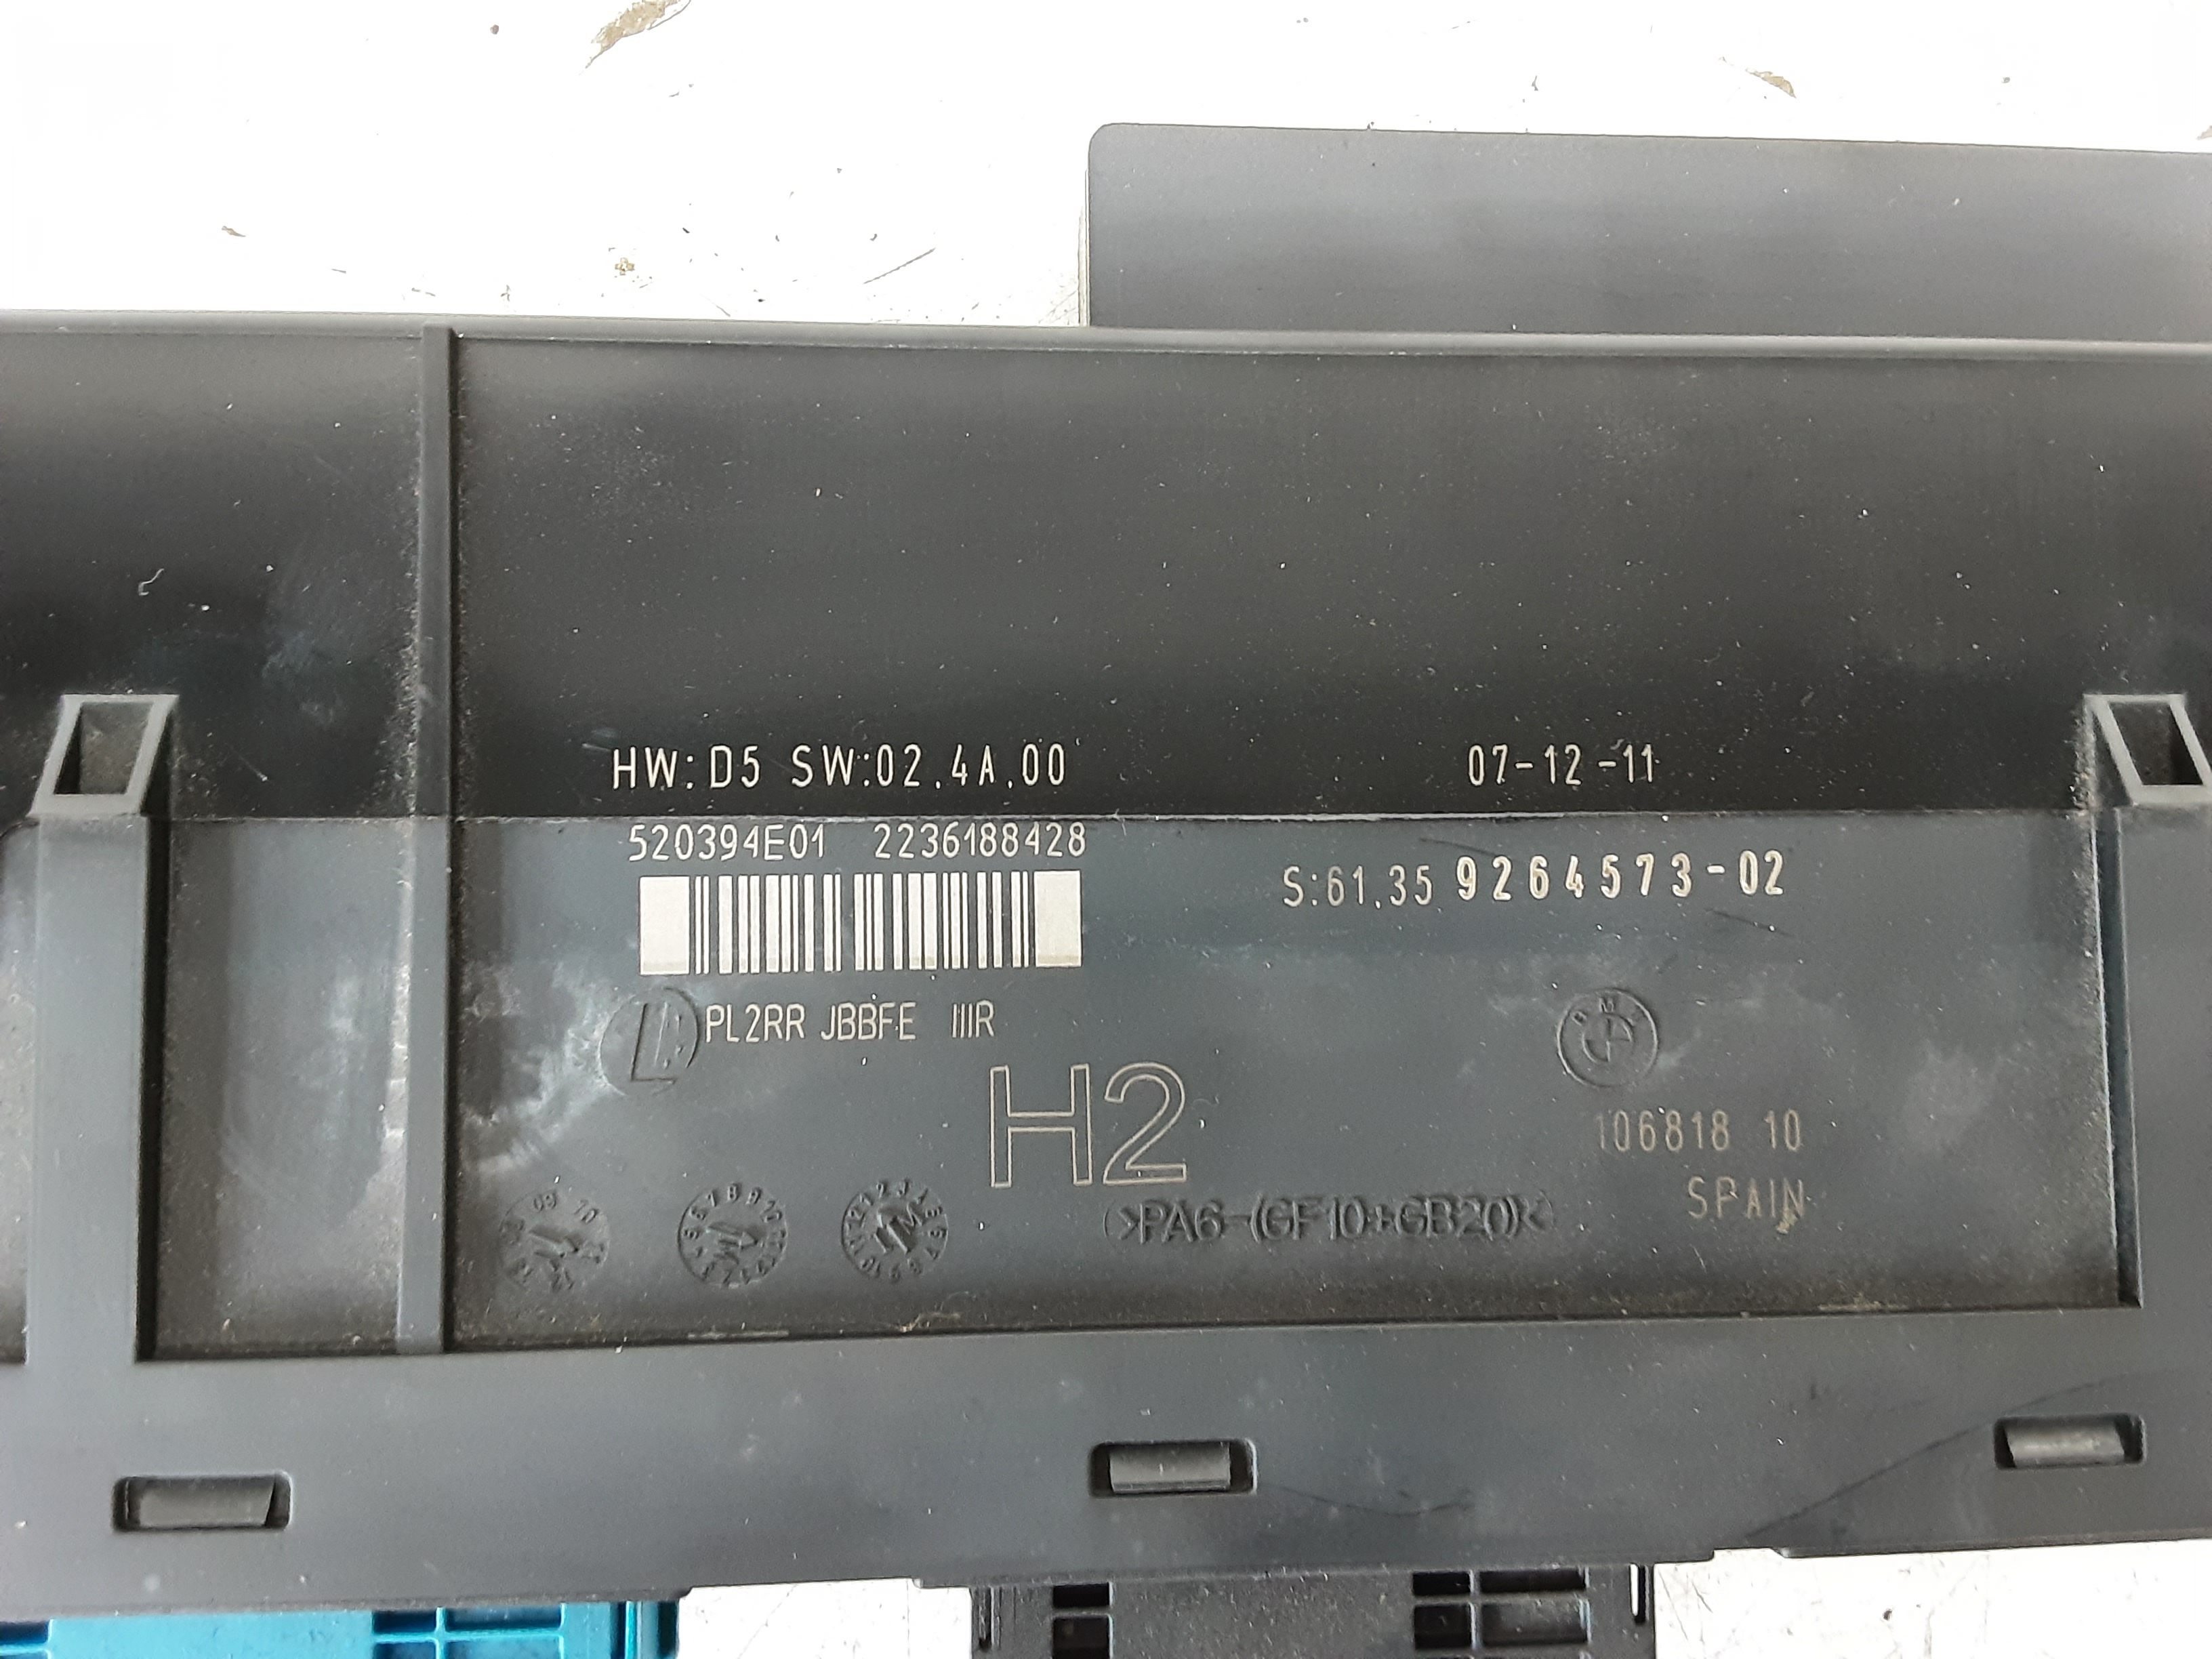 HW: D5 SW:02.4A.00
07-12-11
520394E01 2236188428
S:61.35 9264573-02
PL2RR JBBFE IIIR
BMW
H2
106818 10
SPAIN
>PA6-(GF10+GB20)<